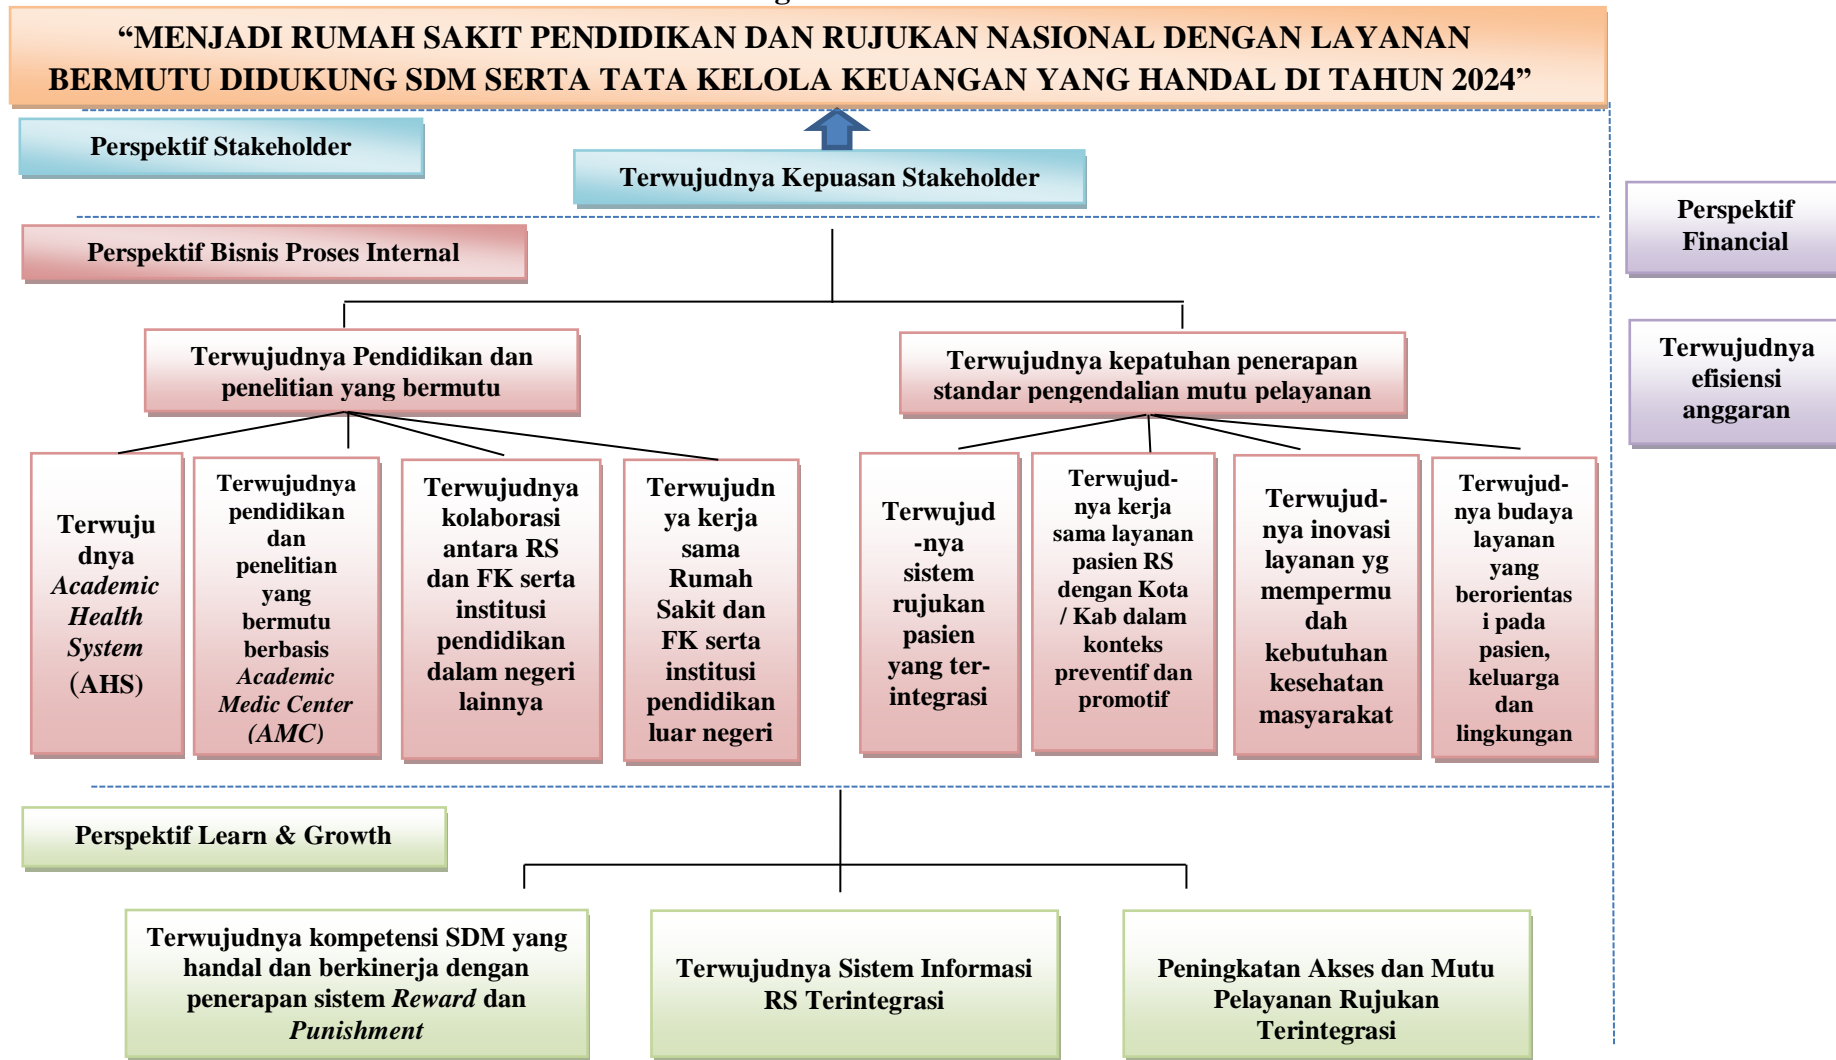 “MENJADI RUMAH SAKIT PENDIDIKAN DAN RUJUKAN NASIONAL DENGAN LAYANAN
BERMUTU DIDUKUNG SDM SERTA TATA KELOLA KEUANGAN YANG HANDAL DI TAHUN 2024”
Perspektif Stakeholder
Terwujudnya Kepuasan Stakeholder
Perspektif
Financial
Perspektif Bisnis Proses Internal
Terwujudnya
efisiensi
anggaran
Terwujudnya Pendidikan dan
penelitian yang bermutu
Terwujudnya kepatuhan penerapan
standar pengendalian mutu pelayanan
Terwuju
dnya
Academic
Health
System
(AHS)
Terwujudnya
pendidikan
dan
penelitian
yang
bermutu
berbasis
Academic
Medic Center
(AMC)
Terwujudnya
kolaborasi
antara RS
dan FK serta
institusi
pendidikan
dalam negeri
lainnya
Terwujudn
ya kerja
sama
Rumah
Sakit dan
FK serta
institusi
pendidikan
luar negeri
Terwujud
-nya
sistem
rujukan
pasien
yang ter-
integrasi
Terwujud-
nya kerja
sama layanan
pasien RS
dengan Kota
/ Kab dalam
konteks
preventif dan
promotif
Terwujud-
nya inovasi
layanan yg
mempermu
dah
kebutuhan
kesehatan
masyarakat
Terwujud-
nya budaya
layanan
yang
berorientas
i pada
pasien,
keluarga
dan
lingkungan
Perspektif Learn & Growth
Terwujudnya kompetensi SDM yang
handal dan berkinerja dengan
penerapan sistem Reward dan
Punishment
Terwujudnya Sistem Informasi
RS Terintegrasi
Peningkatan Akses dan Mutu
Pelayanan Rujukan
Terintegrasi